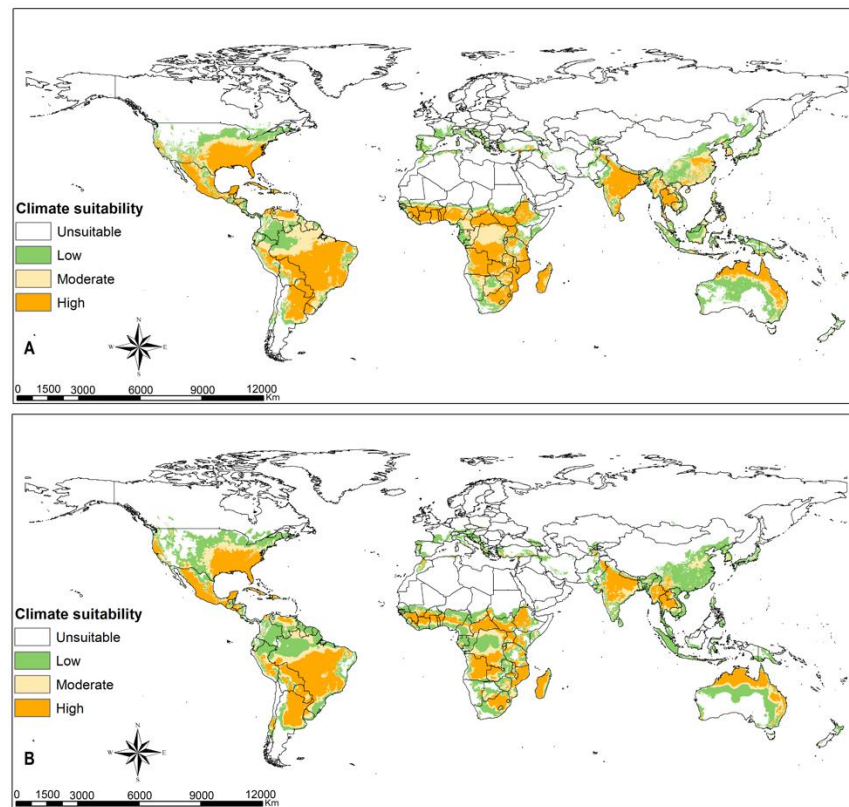 Climate suitability
Unsuitable
Low
Moderate
High
N
W E
S
A
0 1500 3000 6000 9000 12000
Km
Climate suitability
Unsuitable
Low
Moderate
High
N
W E
S
B
0 1500 3000 6000 9000 12000
Km